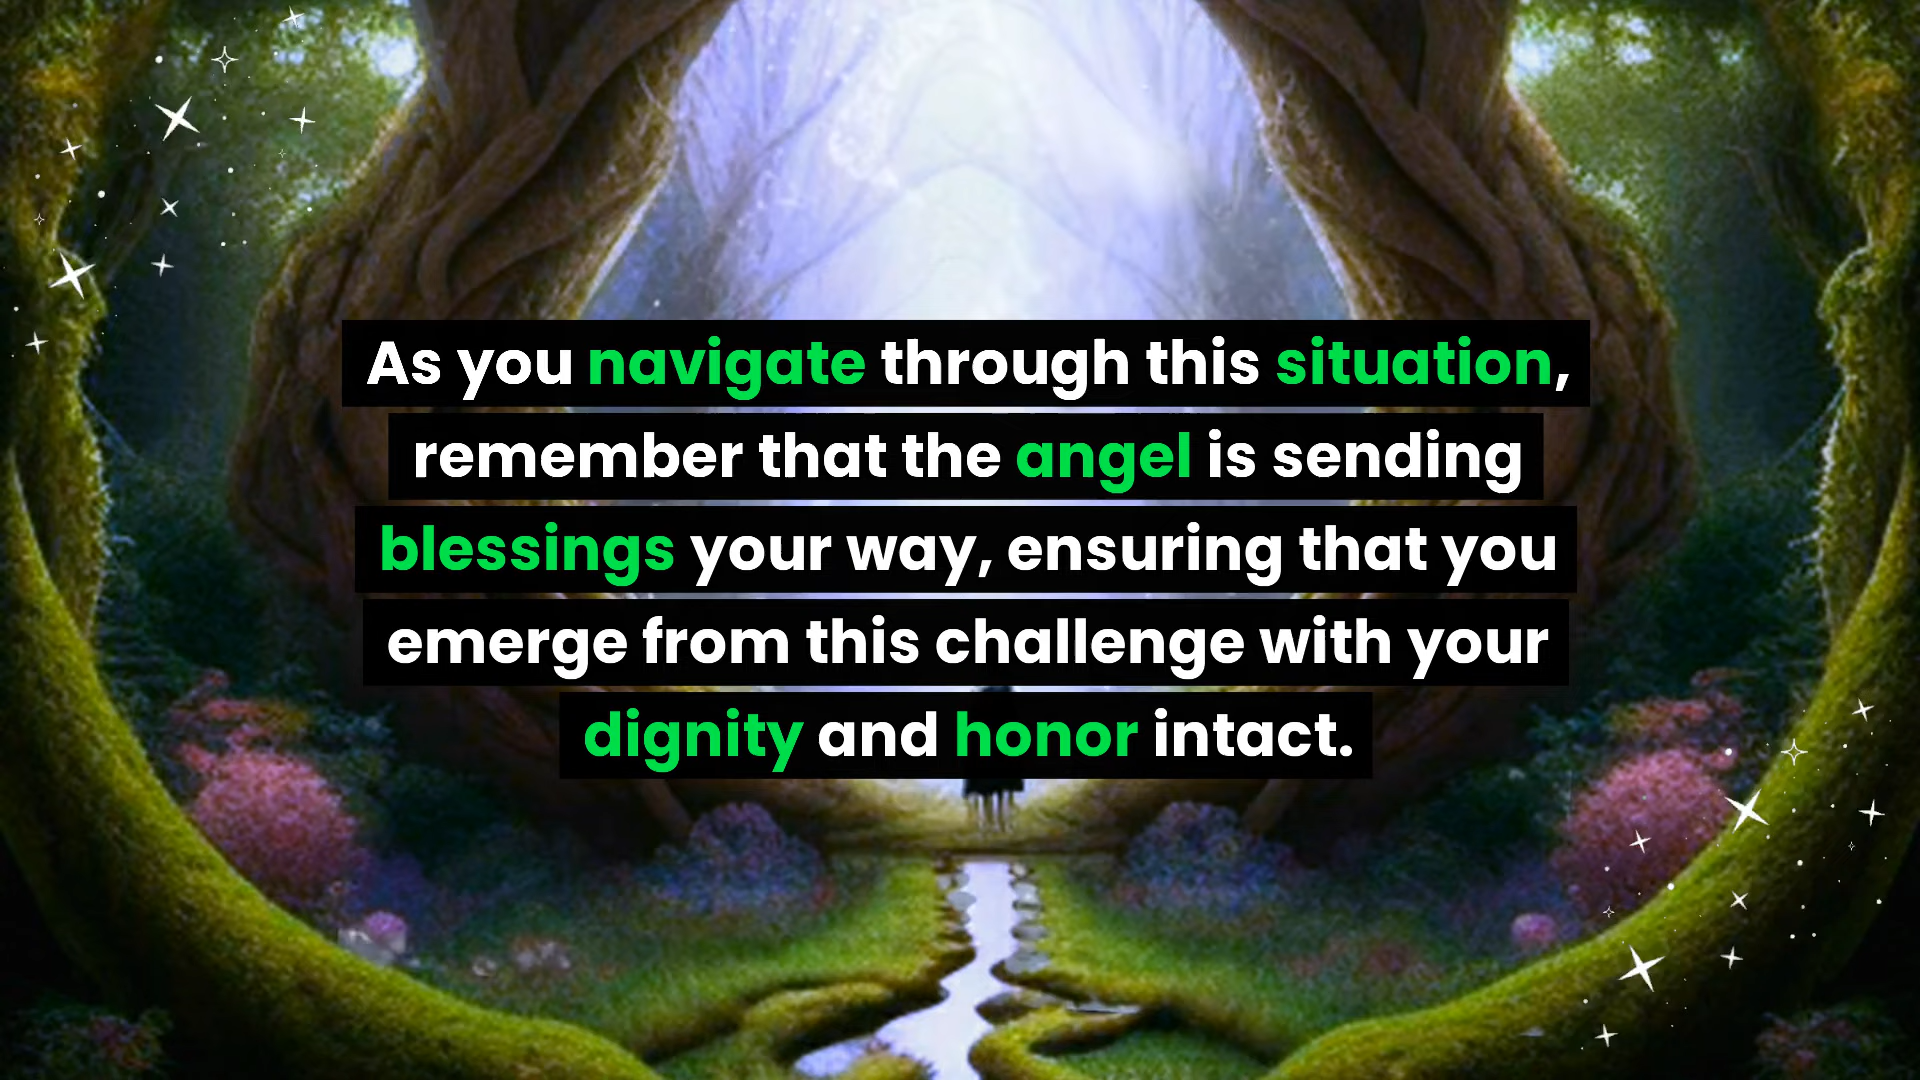 As you navigate through this situation,
remember that the angel is sending
blessings your way, ensuring that you
emerge from this challenge with your
dignity and honor intact.